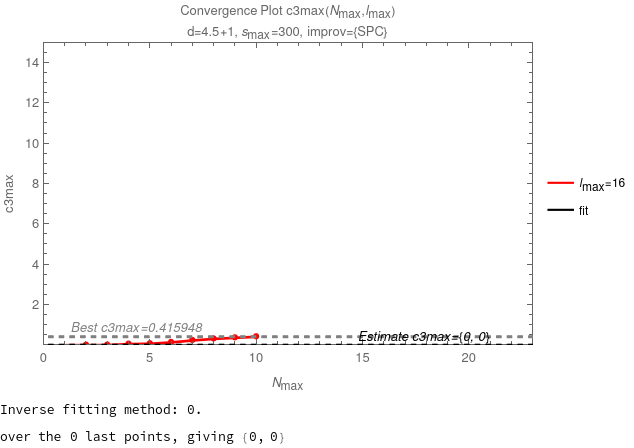 Convergence Plot c3max(Nmax,lmax)
d=4.5+1, smax=300, improv={SPC}
14
12
10
8
6
4
2
c3max
Best c3max=0.415948
Estimate c3max={0, 0}
0
5
10
15
20
Nmax
lmax=16
fit
Inverse fitting method: 0.
over the 0 last points, giving {0, 0}